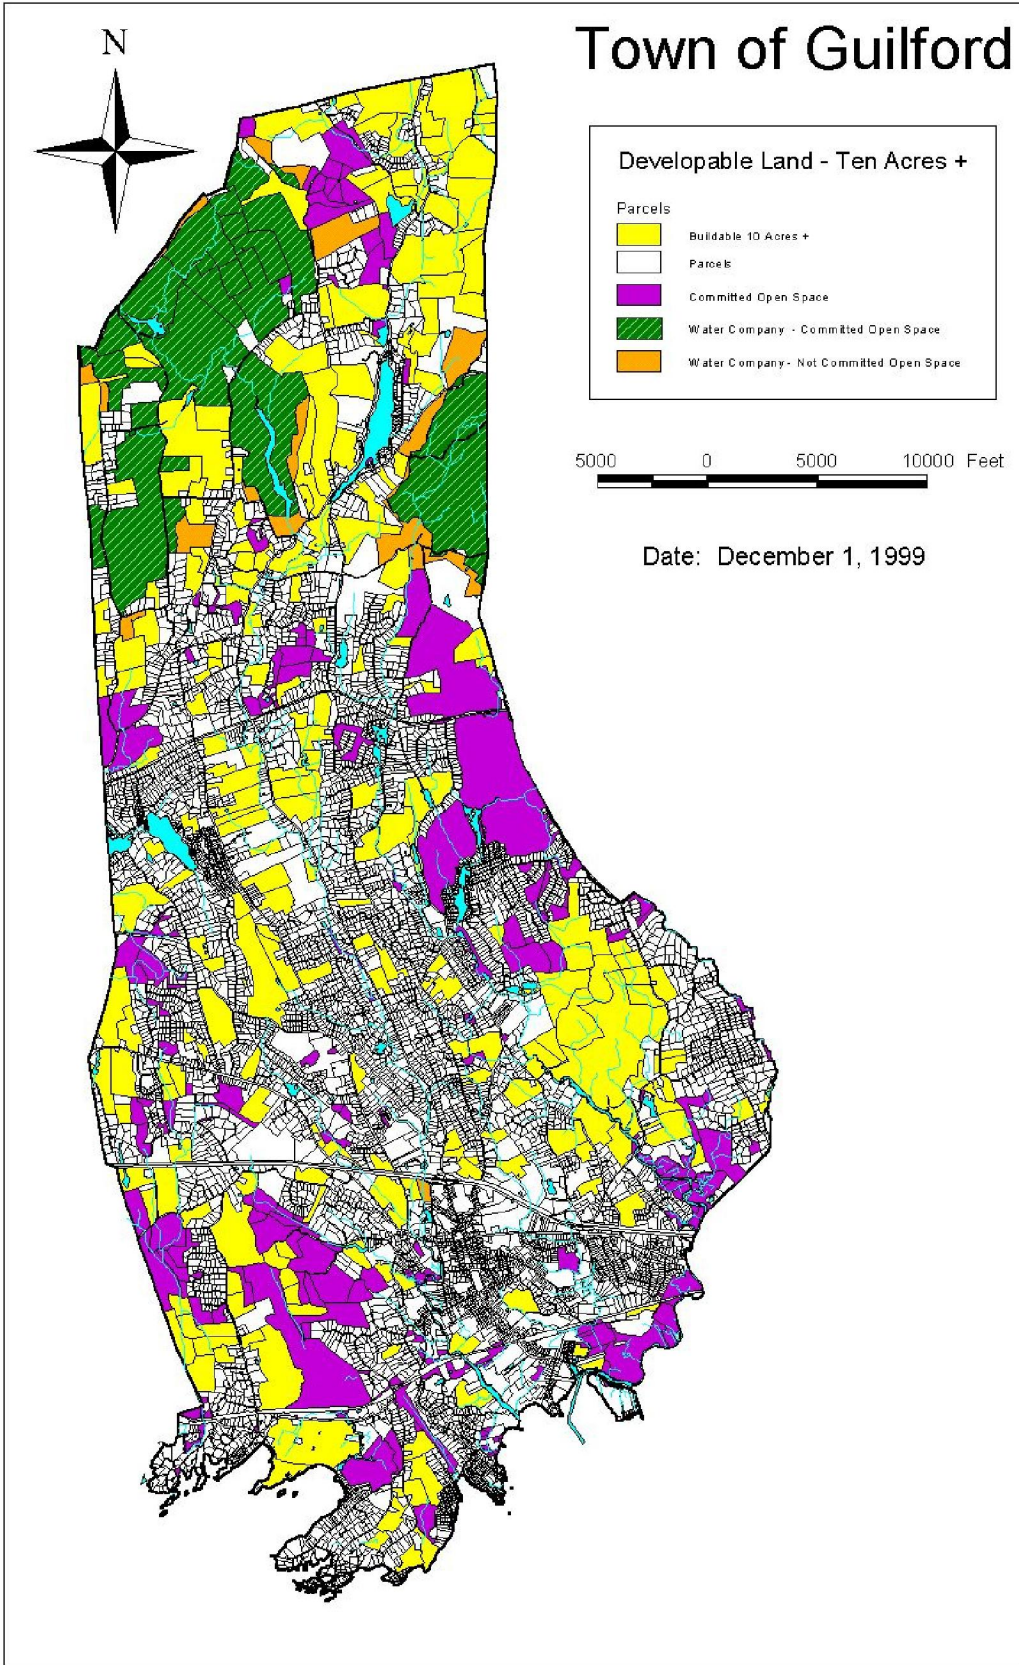 N
Town of Guilford
Developable Land - Ten Acres +
Parcels
Buildable 10 Acres +
Parcels
Committed Open Space
Water Company - Committed Open Space
Water Company - Not Committed Open Space
5000 0 5000 10000 Feet
Date: December 1, 1999